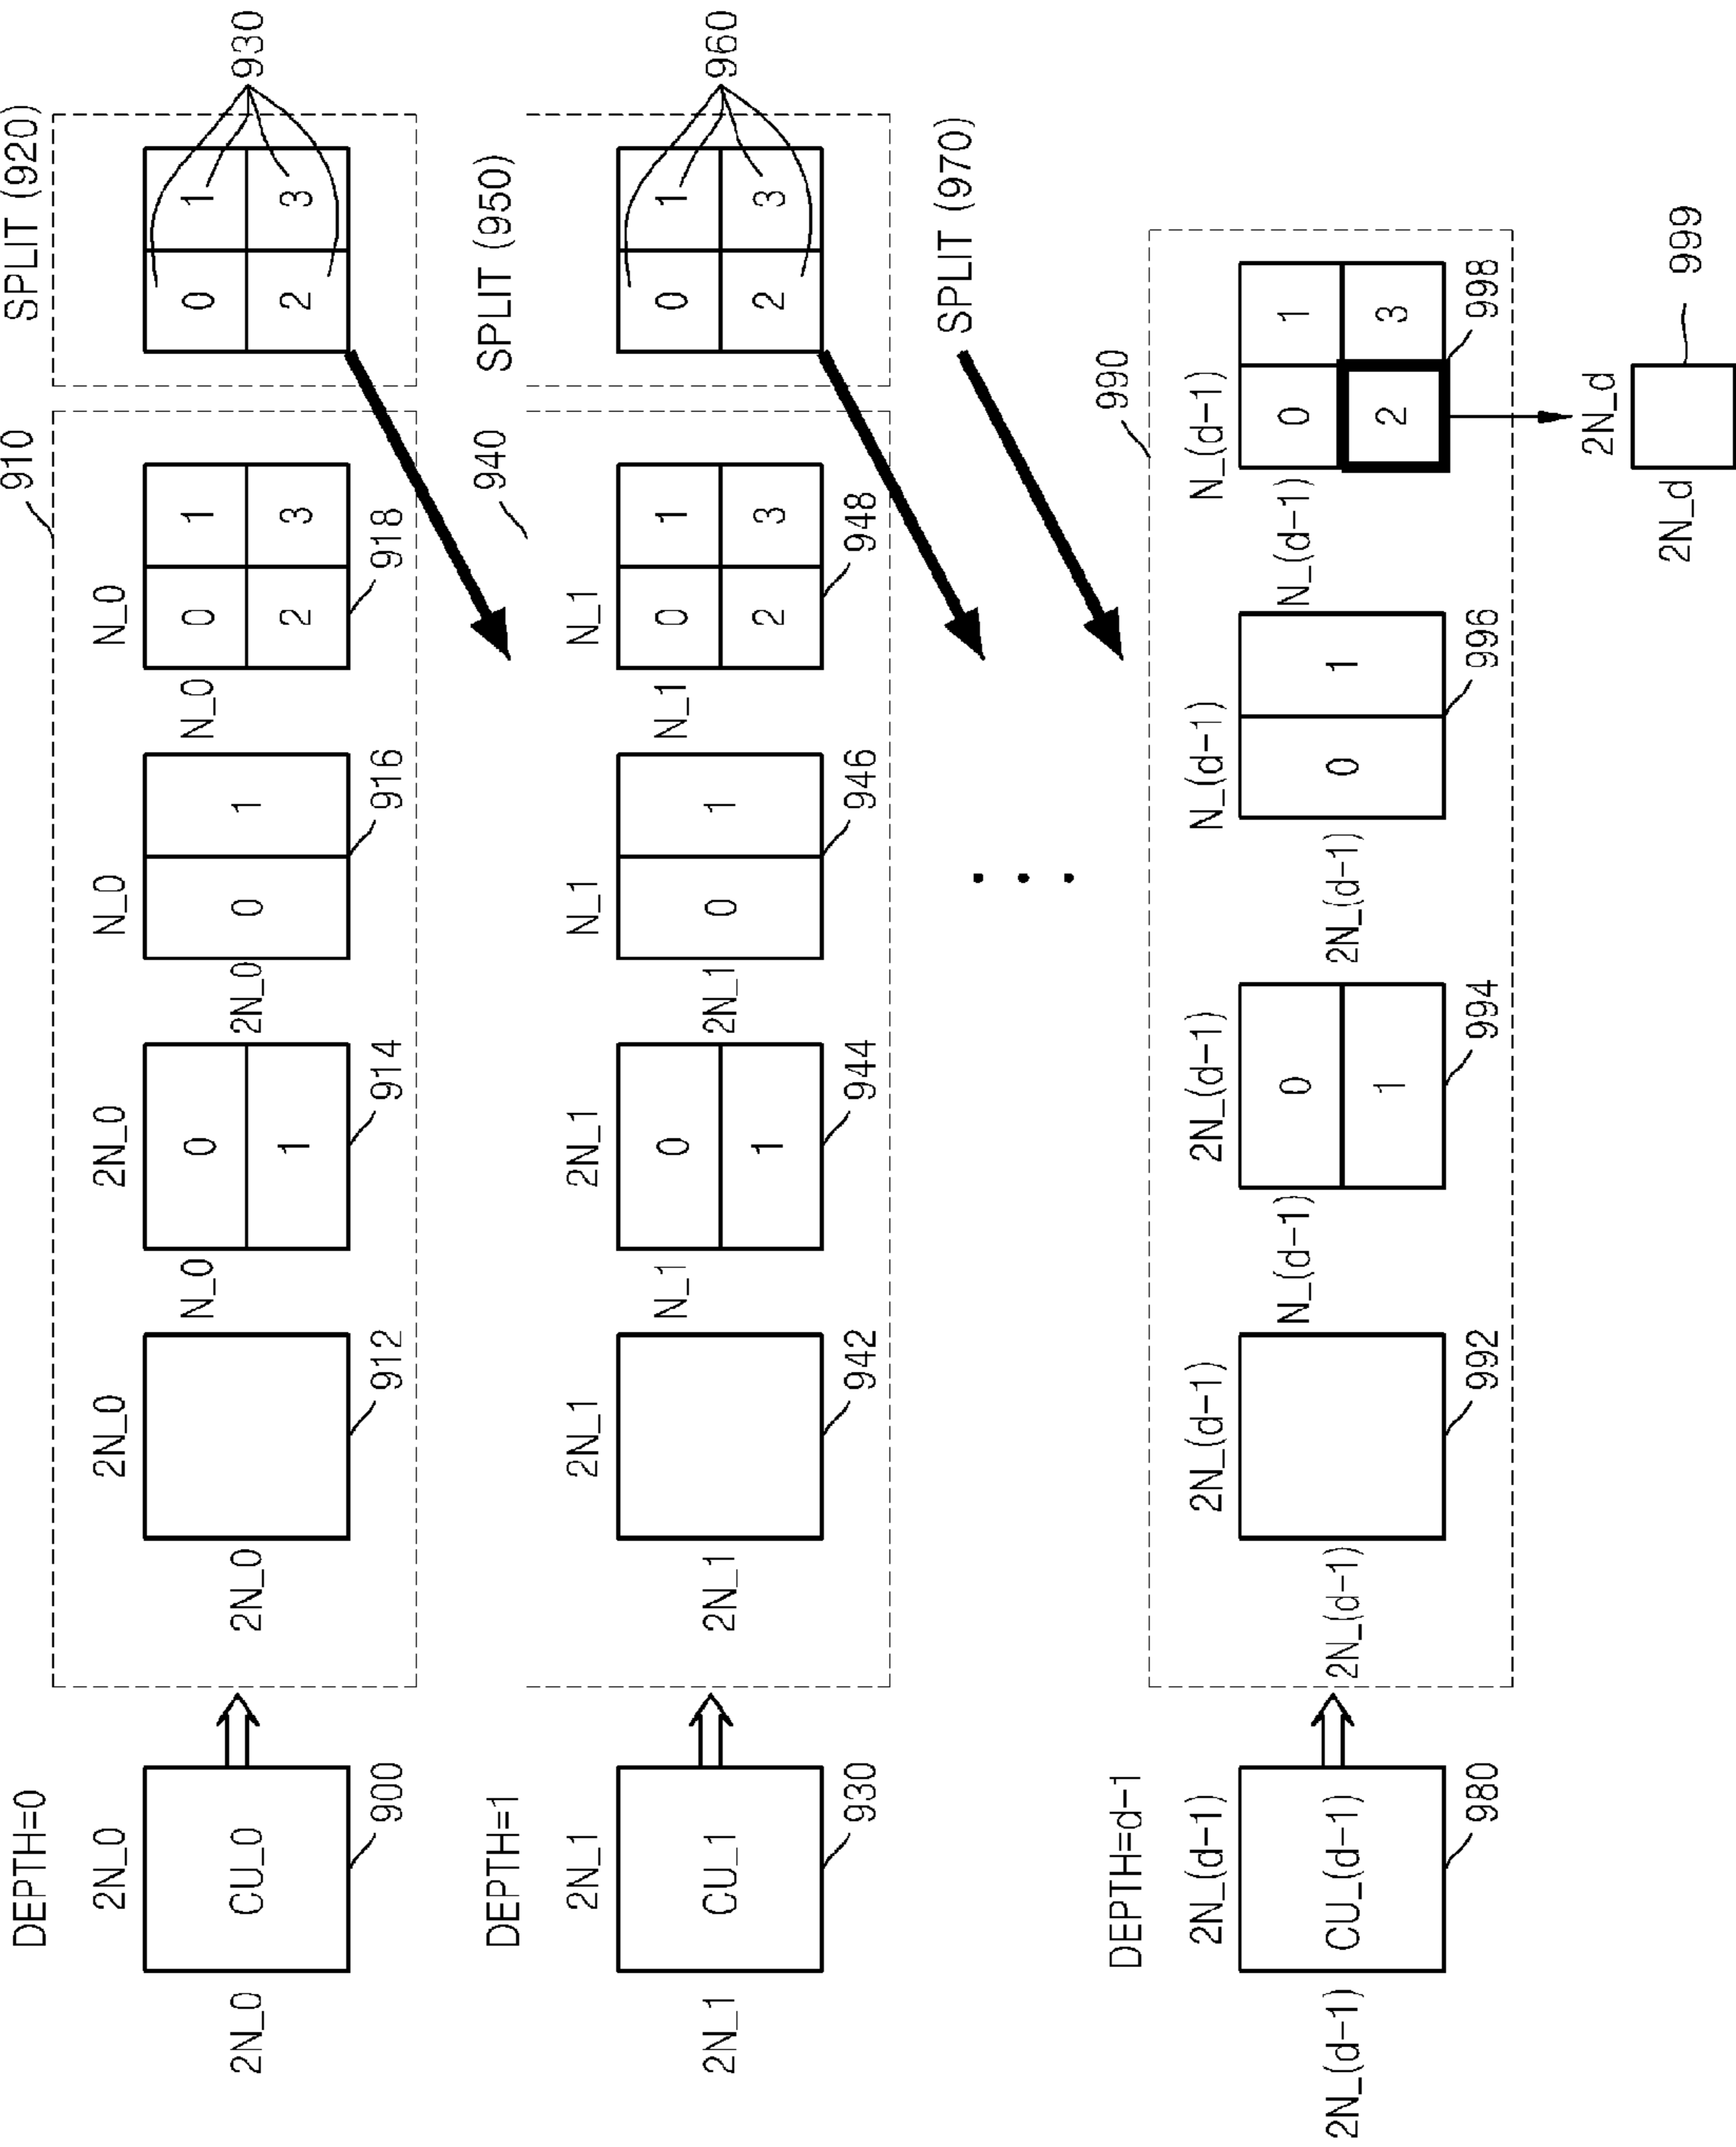 DEPTH=0
SPLIT (920)
910
2N_0
2N_0
2N_0
N_0
N_0
930
2N_0
CU_0
900
2N_0
912
N_0
0
1
914
2N_0
0
1
916
N_0
0
1
2
3
918
0
1
2
3
DEPTH=1
SPLIT (950)
940
2N_1
2N_1
2N_1
N_1
N_1
960
2N_1
CU_1
930
2N_1
942
N_1
0
1
944
2N_1
0
1
946
N_1
0
1
2
3
948
0
1
2
3
SPLIT (970)
. . .
DEPTH=d-1
990
2N_(d-1)
2N_(d-1)
2N_(d-1)
N_(d-1)
N_(d-1)
2N_(d-1)
CU_(d-1)
980
2N_(d-1)
992
N_(d-1)
0
1
994
2N_(d-1)
0
1
996
N_(d-1)
0
1
2
3
998
2N_d
2N_d
999